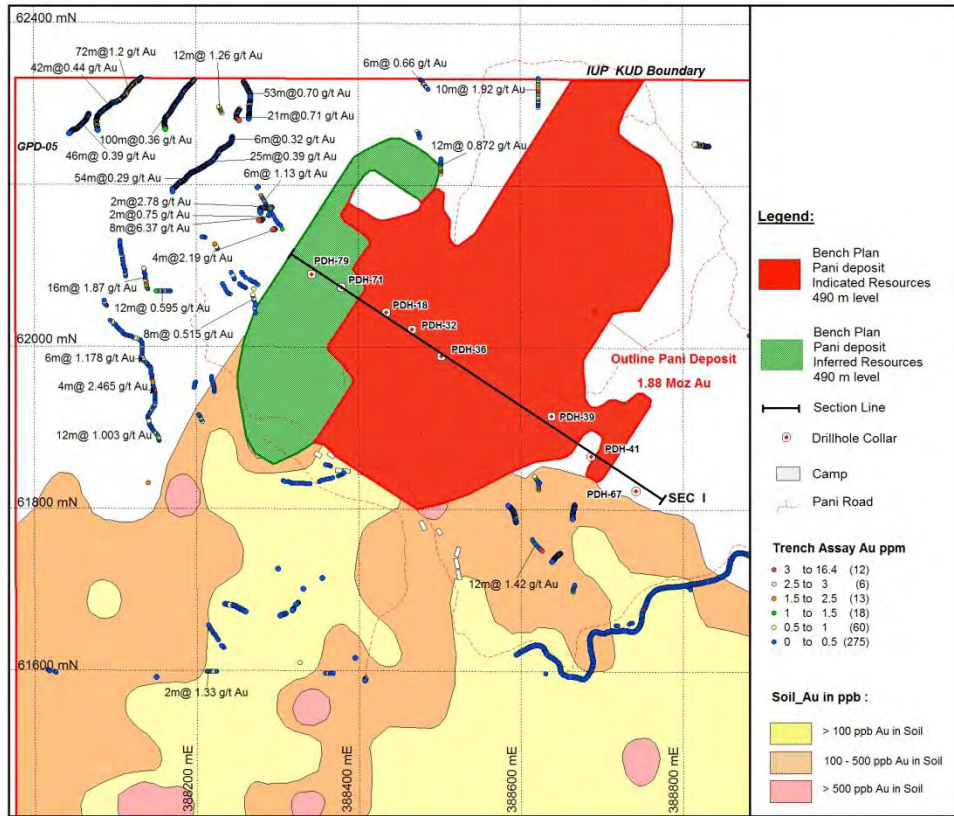 62400 mN
72m@1.2 g/t Au
42m@0.44 g/t Au
12m@ 1.26 g/t Au
6m@ 0.66 g/t Au
IUP KUD Boundary
10m@ 1.92 g/t Au
53m@0.70 g/t Au
21m@0.71 g/t Au
100m@0.36 g/t Au
GPD-05
46m@ 0.39 g/t Au
6m@0.32 g/t Au
25m@0.39 g/t Au
54m@0.29 g/t Au
12m@ 0.872 g/t Au
6m@ 1.13 g/t Au
2m@2.78 g/t Au
2m@0.75 g/t Au
8m@6.37 g/t Au
4m@2.19 g/t Au
16m@ 1.87 g/t Au
12m@ 0.595 g/t Au
8m@ 0.515 g/t Au
PDH-79
PDH-71
PDH-18
PDH-32
PDH-36
62000 mN
6m@ 1.178 g/t Au
4m@ 2.465 g/t Au
12m@ 1.003 g/t Au
Outline Pani Deposit
1.88 Moz Au
PDH-39
PDH-41
PDH-67
SEC I
61800 mN
12m@ 1.42 g/t Au
61600 mN
2m@ 1.33 g/t Au
388200 mE
388400 mE
388600 mE
388800 mE
Legend:
Bench Plan
Pani deposit
Indicated Resources
490 m level
Bench Plan
Pani deposit
Inferred Resources
490 m level
Section Line
Drillhole Collar
Camp
Pani Road
Trench Assay Au ppm
3 to 16.4 (12)
2.5 to 3 (6)
1.5 to 2.5 (13)
1 to 1.5 (18)
0.5 to 1 (60)
0 to 0.5 (275)
Soil_Au in ppb :
> 100 ppb Au in Soil
100 - 500 ppb Au in Soil
> 500 ppb Au in Soil